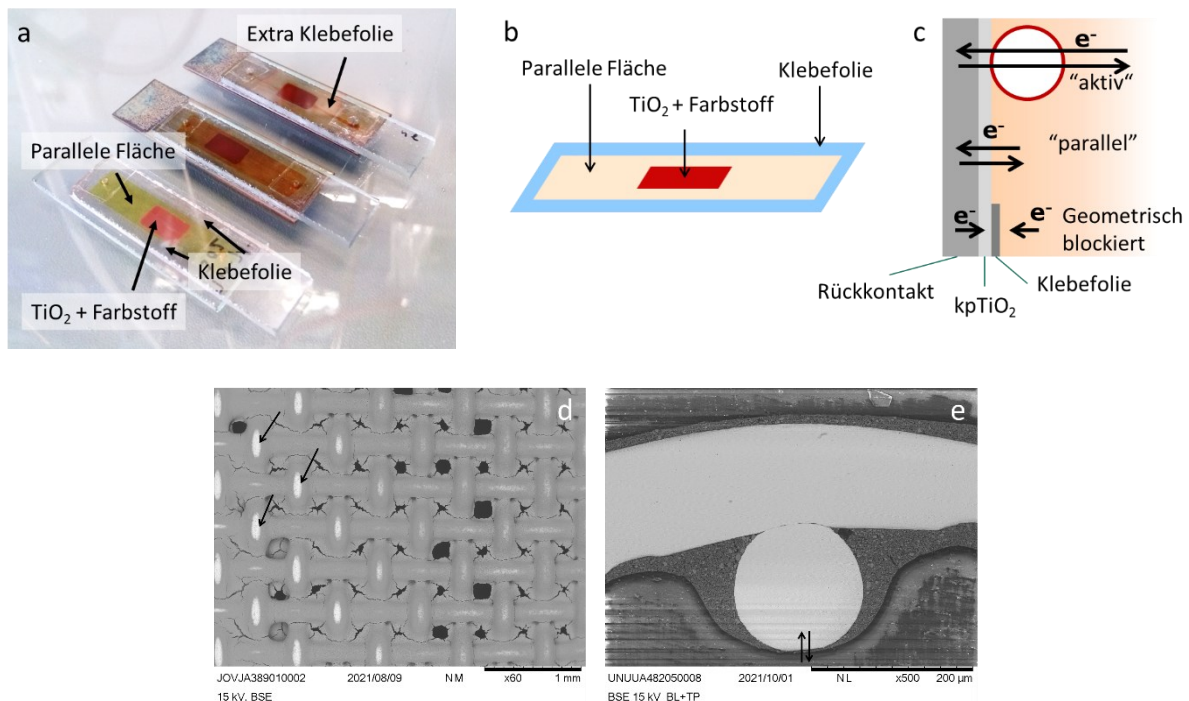 a
Extra Klebefolie
Parallele Fläche
Klebefolie
TiO₂ + Farbstoff
b
Parallele Fläche
Klebefolie
TiO₂ + Farbstoff
c
e⁻
"aktiv"
e⁻
"parallel"
e⁻
e⁻
Geometrisch
blockiert
Rückkontakt
kpTiO₂
Klebefolie
d
JOVJA389010002 2021/08/09 NM x60 1 mm
15 kV. BSE
e
UNUUA482050008 2021/10/01 NL x500 200 µm
BSE 15 kV BL+TP